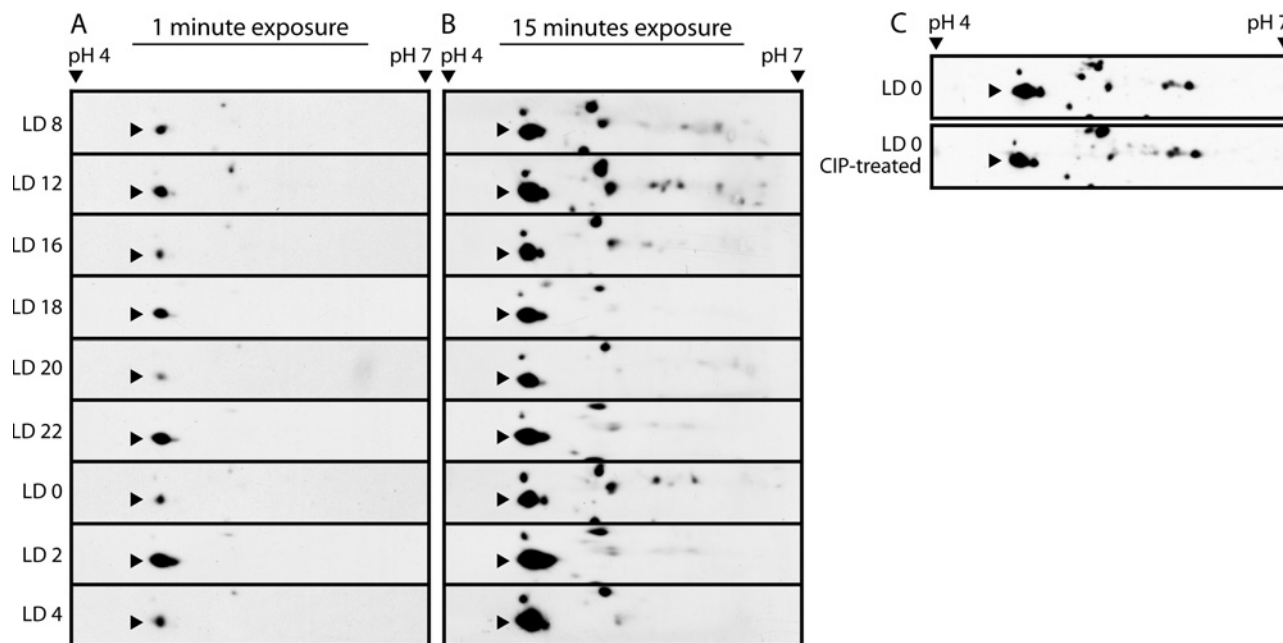 A
1 minute exposure
pH 4
pH 7
B
15 minutes exposure
pH 4
pH 7
LD 8
LD 12
LD 16
LD 18
LD 20
LD 22
LD 0
LD 2
LD 4
C
pH 4
pH 7
LD 0
LD 0
CIP-treated